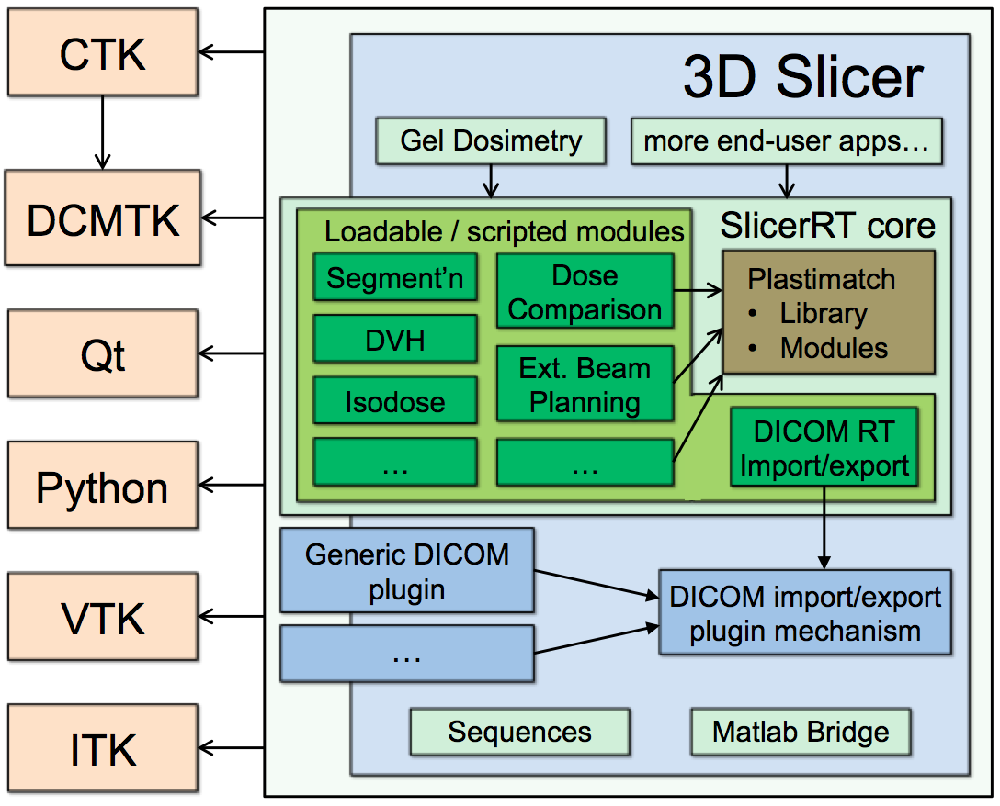 CTK
DCMTK
Qt
Python
VTK
ITK
3D Slicer
Gel Dosimetry
more end-user apps…
SlicerRT core
Loadable / scripted modules
Segment’n
DVH
Isodose
…
Dose
Comparison
Ext. Beam
Planning
…
Plastimatch
• Library
• Modules
DICOM RT
Import/export
Generic DICOM
plugin
…
DICOM import/export
plugin mechanism
Sequences
Matlab Bridge